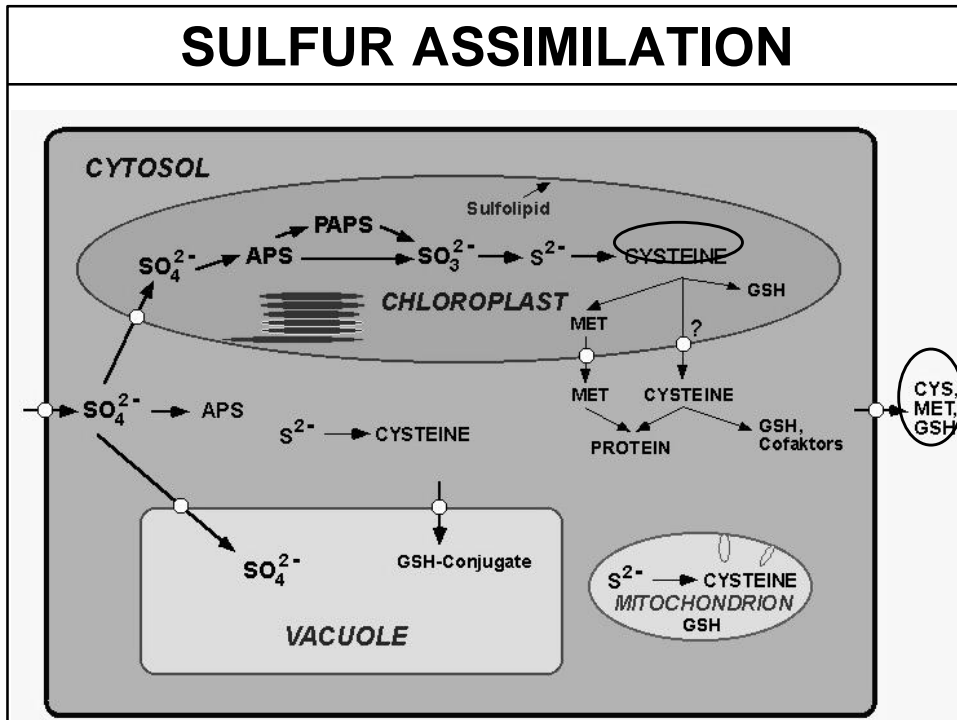 SULFUR ASSIMILATION
CYTOSOL
Sulfolipid
PAPS
SO₄²⁻ APS SO₃²⁻ S²⁻ CYSTEINE
CHLOROPLAST
GSH
MET
?
SO₄²⁻ APS
MET CYSTEINE
CYS,
MET,
GSH
S²⁻ CYSTEINE
PROTEIN
GSH,
Cofaktors
SO₄²⁻
GSH-Conjugate
VACUOLE
S²⁻ CYSTEINE
MITOCHONDRION
GSH